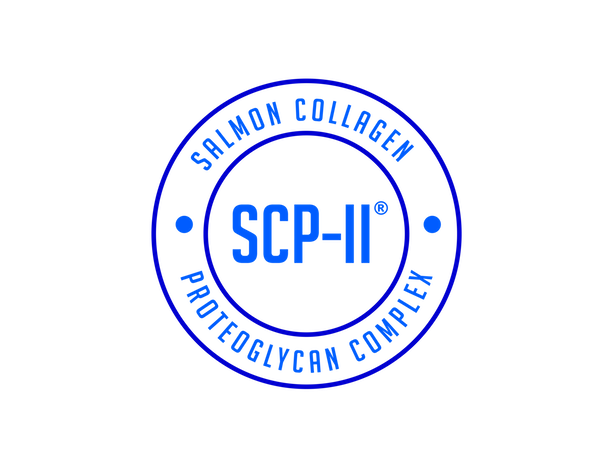 SALMON COLLAGEN
SCP-II®
PROTEOGLYCAN COMPLEX